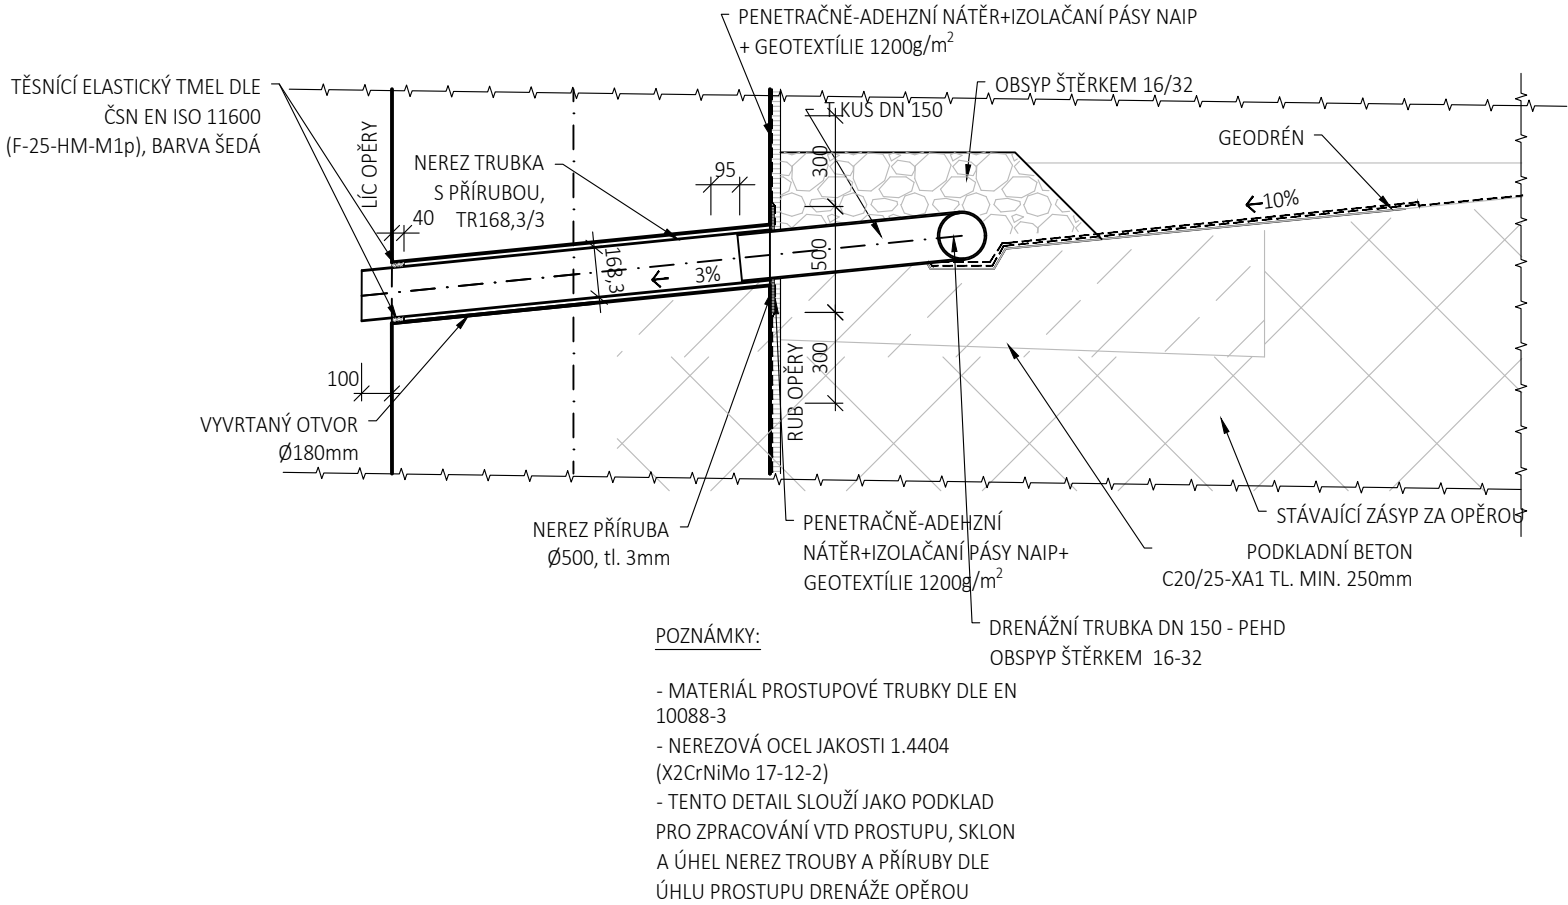 PENETRAČNĚ-ADEHZNÍ NÁTĚR+IZOLAČANÍ PÁSY NAIP
+ GEOTEXTÍLIE 1200g/m²
TĚSNÍCÍ ELASTICKÝ TMEL DLE
ČSN EN ISO 11600
(F-25-HM-M1p), BARVA ŠEDÁ
OBSYP ŠTĚRKEM 16/32
T KUS DN 150
GEODRÉN
LÍC OPĚRY
NEREZ TRUBKA
S PŘÍRUBOU,
TR168,3/3
95
300
40
10%
500
168,3
3%
300
RUB OPĚRY
100
VYVRTANÝ OTVOR
Ø180mm
NEREZ PŘÍRUBA
Ø500, tl. 3mm
PENETRAČNĚ-ADEHZNÍ
NÁTĚR+IZOLAČANÍ PÁSY NAIP+
GEOTEXTÍLIE 1200g/m²
STÁVAJÍCÍ ZÁSYP ZA OPĚROU
PODKLADNÍ BETON
C20/25-XA1 TL. MIN. 250mm
DRENÁŽNÍ TRUBKA DN 150 - PEHD
OBSPYP ŠTĚRKEM 16-32
POZNÁMKY:
- MATERIÁL PROSTUPOVÉ TRUBKY DLE EN
10088-3
- NEREZOVÁ OCEL JAKOSTI 1.4404
(X2CrNiMo 17-12-2)
- TENTO DETAIL SLOUŽÍ JAKO PODKLAD
PRO ZPRACOVÁNÍ VTD PROSTUPU, SKLON
A ÚHEL NEREZ TROUBY A PŘÍRUBY DLE
ÚHLU PROSTUPU DRENÁŽE OPĚROU